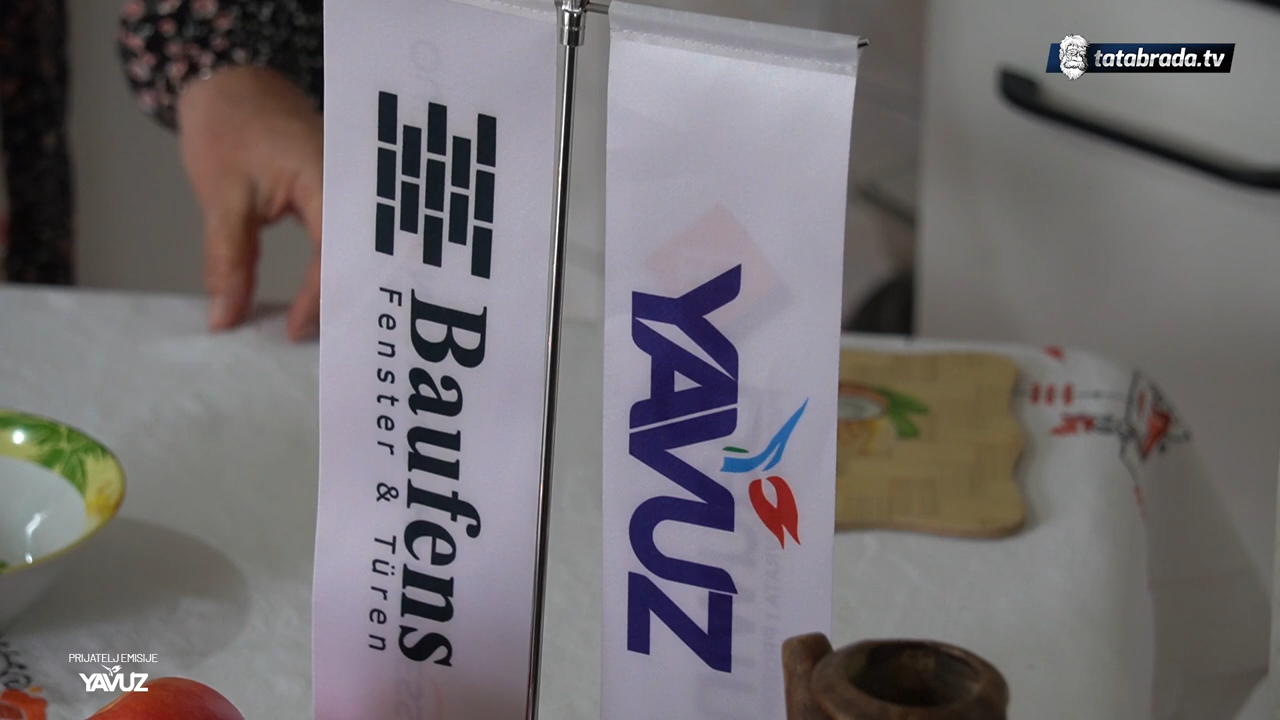 tatabrada.tv
Baufens
Fenster & Türen
YAVUZ
PRIJATELJ EMISIJE
YAVUZ